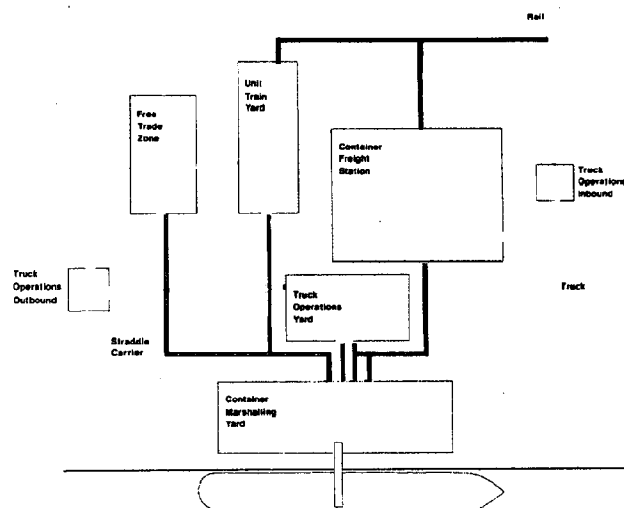 Rail
Unit
Train
Yard
Free
Trade
Zone
Container
Freight
Station
Truck
Operations
Inbound
Truck
Operations
Outbound
Truck
Operations
Yard
Truck
Straddle
Carrier
Container
Marshalling
Yard